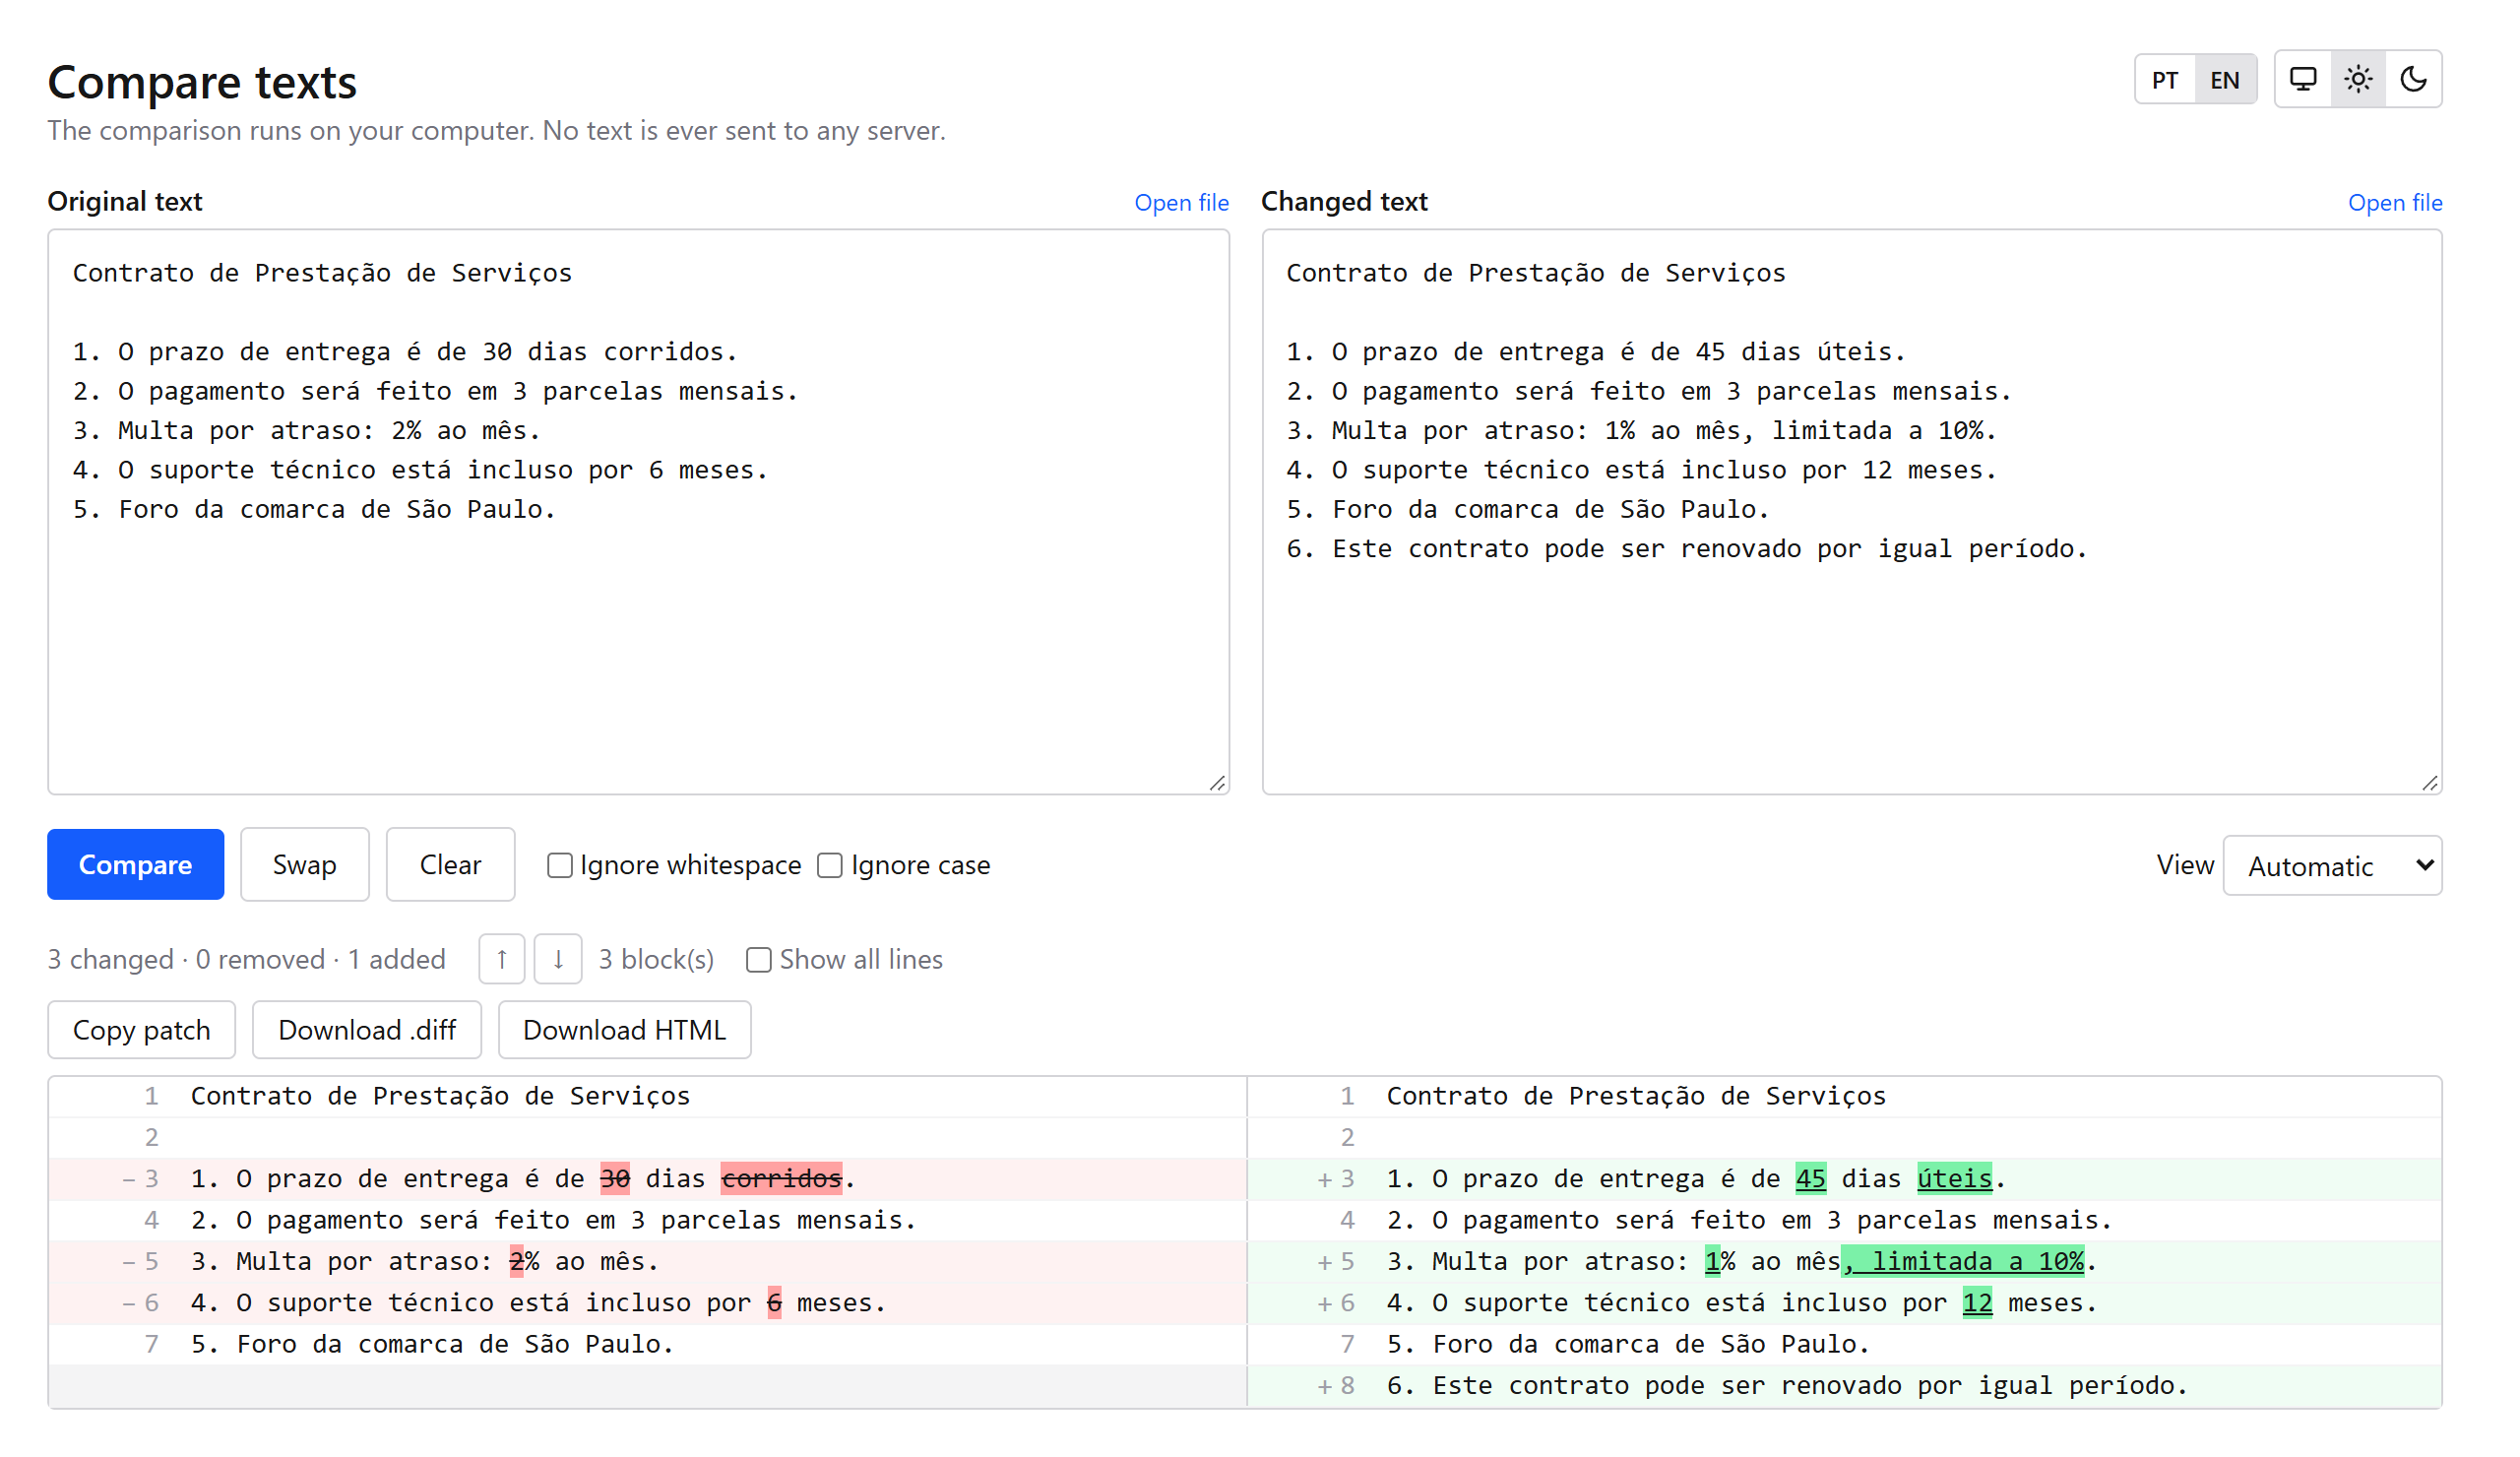 Compare texts
PT EN
The comparison runs on your computer. No text is ever sent to any server.
Original text
Open file
Contrato de Prestação de Serviços
1. O prazo de entrega é de 30 dias corridos.
2. O pagamento será feito em 3 parcelas mensais.
3. Multa por atraso: 2% ao mês.
4. O suporte técnico está incluso por 6 meses.
5. Foro da comarca de São Paulo.
Changed text
Open file
Contrato de Prestação de Serviços
1. O prazo de entrega é de 45 dias úteis.
2. O pagamento será feito em 3 parcelas mensais.
3. Multa por atraso: 1% ao mês, limitada a 10%.
4. O suporte técnico está incluso por 12 meses.
5. Foro da comarca de São Paulo.
6. Este contrato pode ser renovado por igual período.
Compare Swap Clear Ignore whitespace Ignore case View Automatic
3 changed · 0 removed · 1 added ↑ ↓ 3 block(s) Show all lines
Copy patch Download .diff Download HTML
1 Contrato de Prestação de Serviços
2
− 3 1. O prazo de entrega é de 30 dias corridos.
4 2. O pagamento será feito em 3 parcelas mensais.
− 5 3. Multa por atraso: 2% ao mês.
− 6 4. O suporte técnico está incluso por 6 meses.
7 5. Foro da comarca de São Paulo.
1 Contrato de Prestação de Serviços
2
+ 3 1. O prazo de entrega é de 45 dias úteis.
4 2. O pagamento será feito em 3 parcelas mensais.
+ 5 3. Multa por atraso: 1% ao mês, limitada a 10%.
+ 6 4. O suporte técnico está incluso por 12 meses.
7 5. Foro da comarca de São Paulo.
+ 8 6. Este contrato pode ser renovado por igual período.